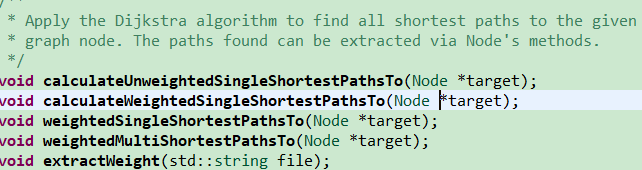 /**
* Apply the Dijkstra algorithm to find all shortest paths to the given
* graph node. The paths found can be extracted via Node's methods.
*/
void calculateUnweightedSingleShortestPathsTo(Node *target);
void calculateWeightedSingleShortestPathsTo(Node *target);
void weightedSingleShortestPathsTo(Node *target);
void weightedMultiShortestPathsTo(Node *target);
void extractWeight(std::string file);